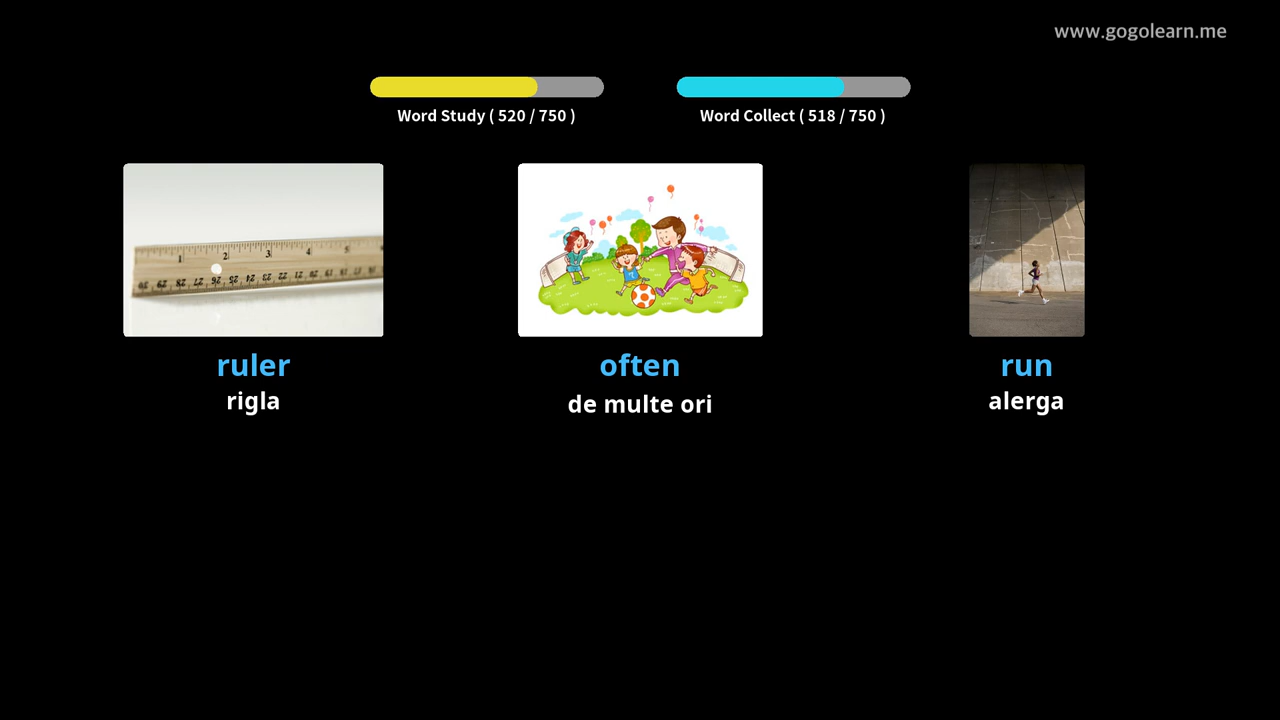 www.gogolearn.me
Word Study ( 520 / 750 )
Word Collect ( 518 / 750 )
ruler
rigla
often
de multe ori
run
alerga